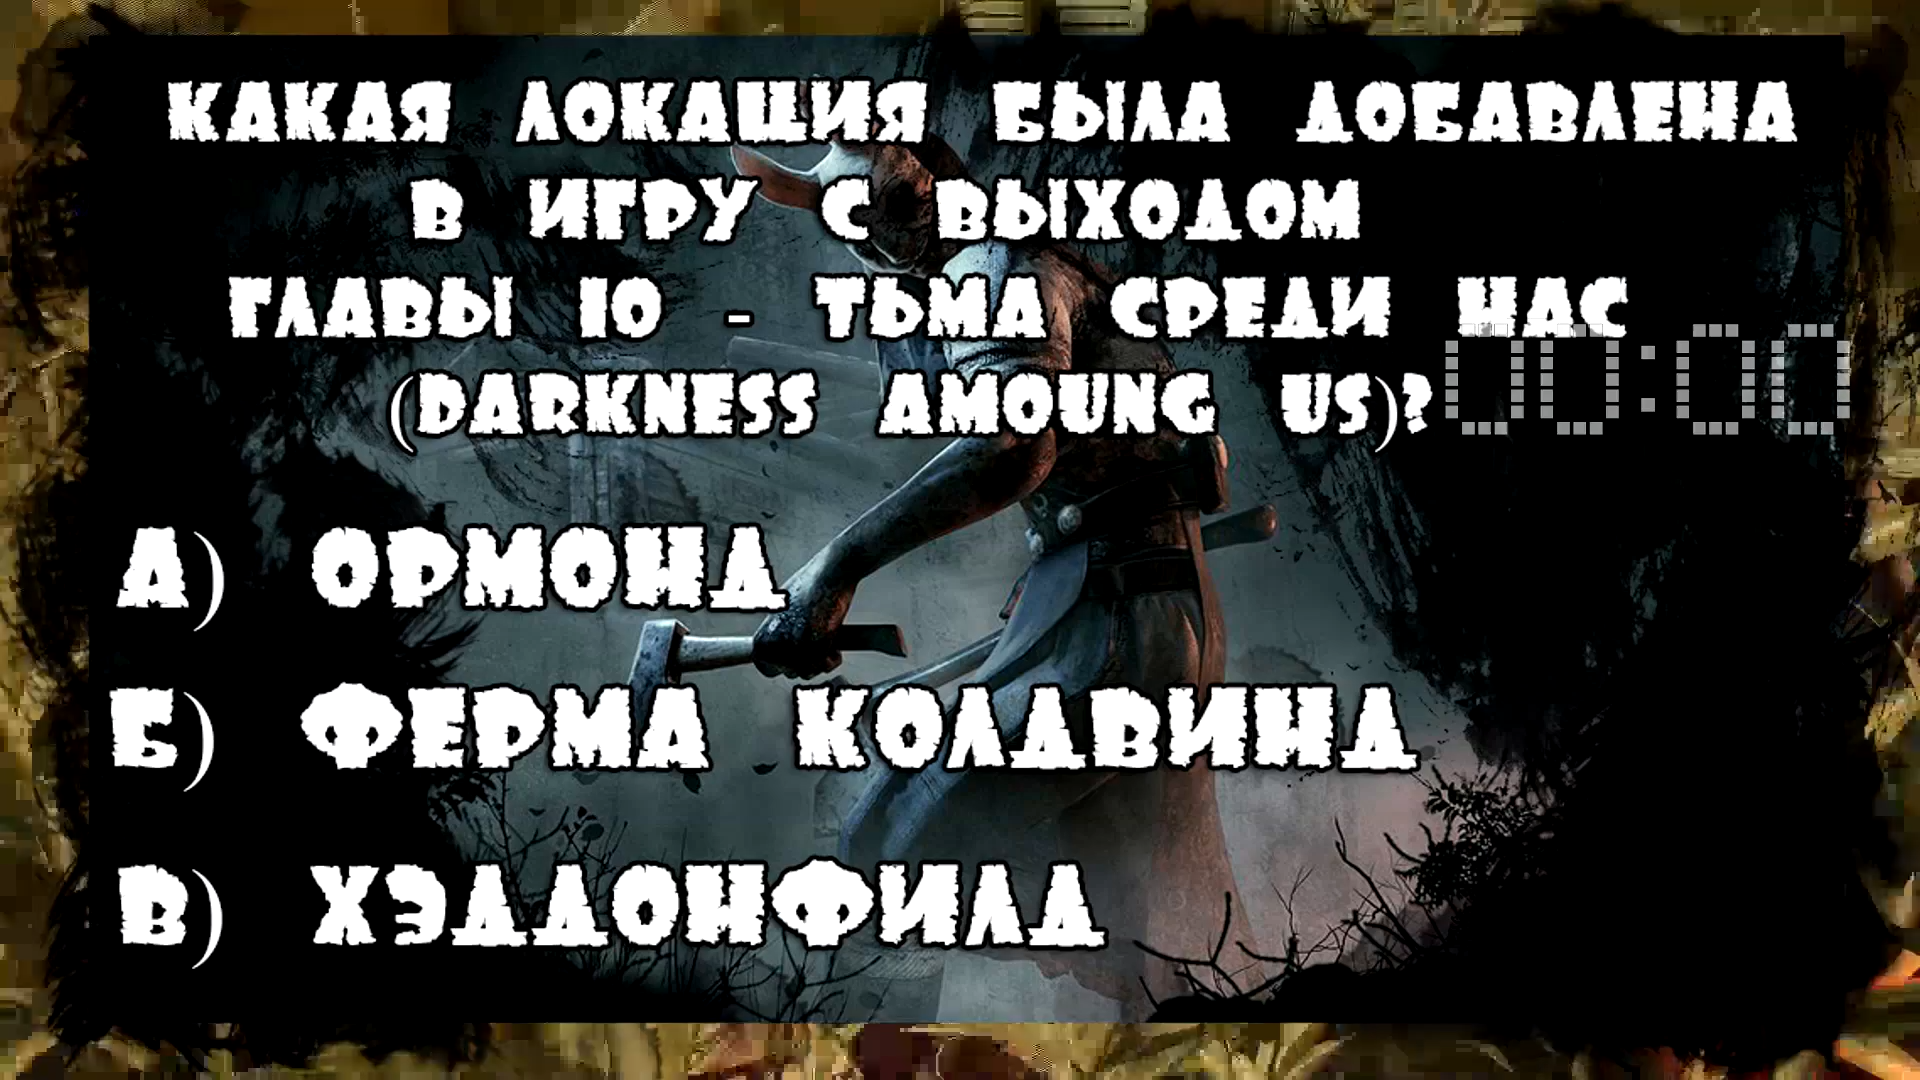 КАКАЯ ЛОКАЦИЯ БЫЛА ДОБАВЛЕНА
В ИГРУ С ВЫХОДОМ
ГЛАВЫ 10 - ТЬМА СРЕДИ НАС
(DARKNESS AMOUNG US)?
00:00
А) ОРМОНД
Б) ФЕРМА КОЛДВИНД
В) ХЭДДОНФИЛД